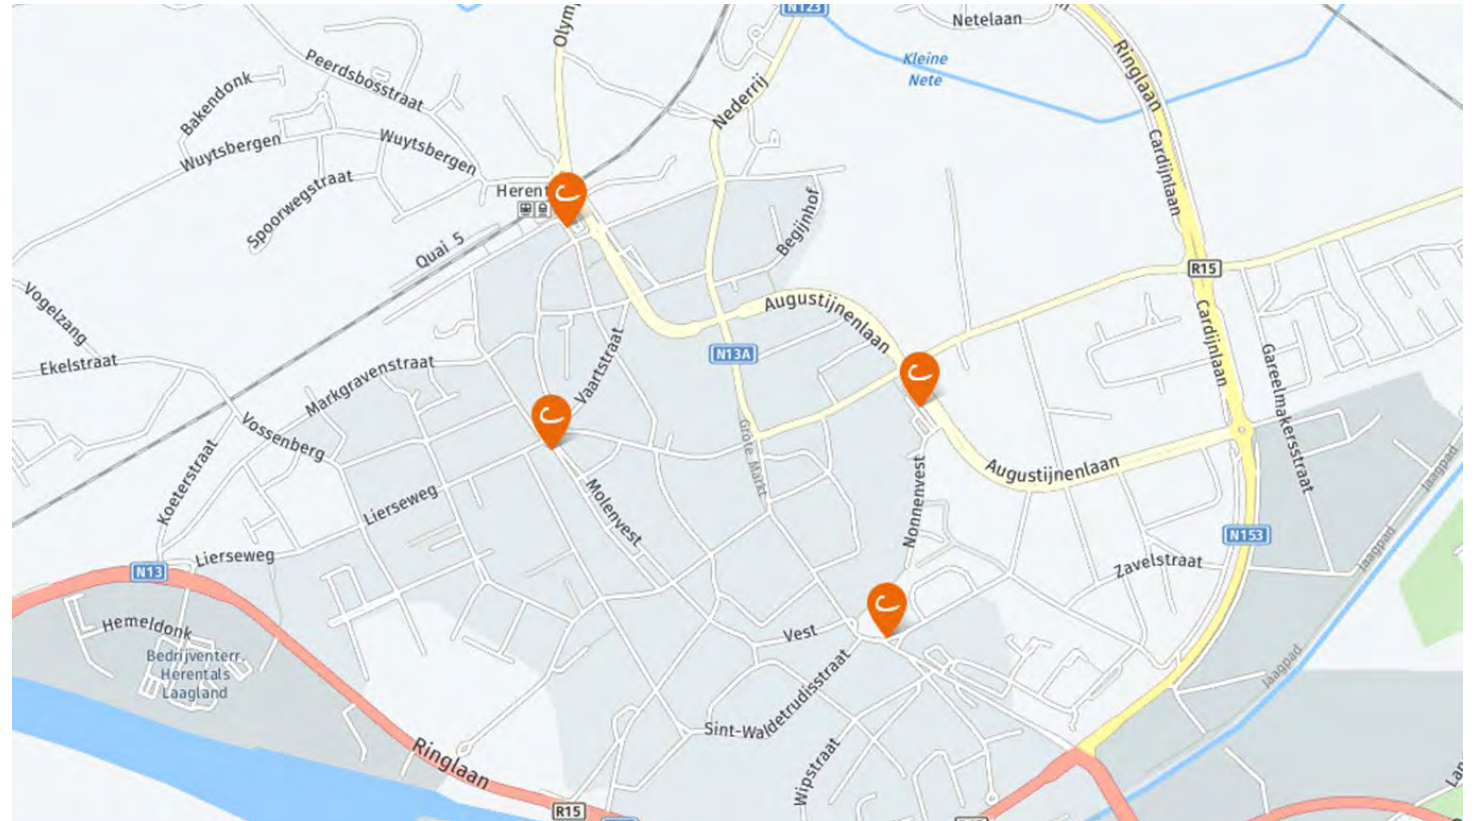 N123
Netelaan
Olym
Ringlaan
Kleine
Nete
Peerdsbosstraat
Bakendonk
Nederrij
Wuytsbergen
Wuytsbergen
Cardijnlaan
Spoorwegstraat
Herent
Begijnhof
Quai 5
R15
Vogelzang
Augustijnenlaan
Cardijnlaan
N13A
Ekelstraat
Markgravenstraat
Vaartstraat
Gareelmakersstraat
Vossenberg
Grote Markt
Koeterstraat
Augustijnenlaan
Jaagpad
Lierseweg
Molenvest
Nonnenvest
N153
Jaagpad
Lierseweg
Zavelstraat
N13
Hemeldonk
Vest
Bedrijventerr.
Herentals
Laagland
Jaagpad
Sint-Waldetrudisstraat
Ringlaan
Wipstraat
R15